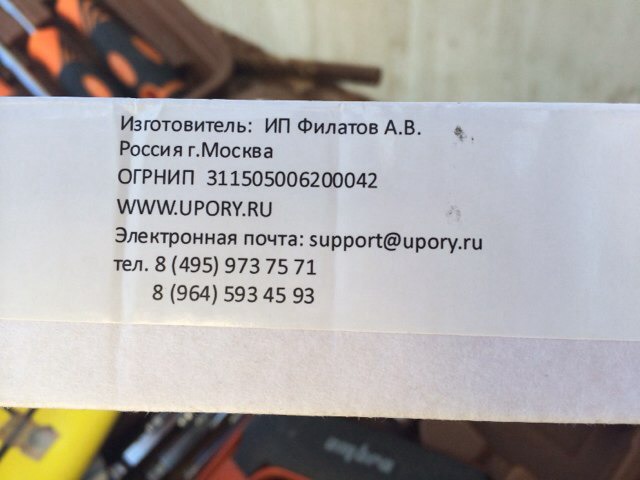 Изготовитель: ИП Филатов А.В.
Россия г.Москва
ОГРНИП 311505006200042
WWW.UPORY.RU
Электронная почта: support@upory.ru
тел. 8 (495) 973 75 71
8 (964) 593 45 93